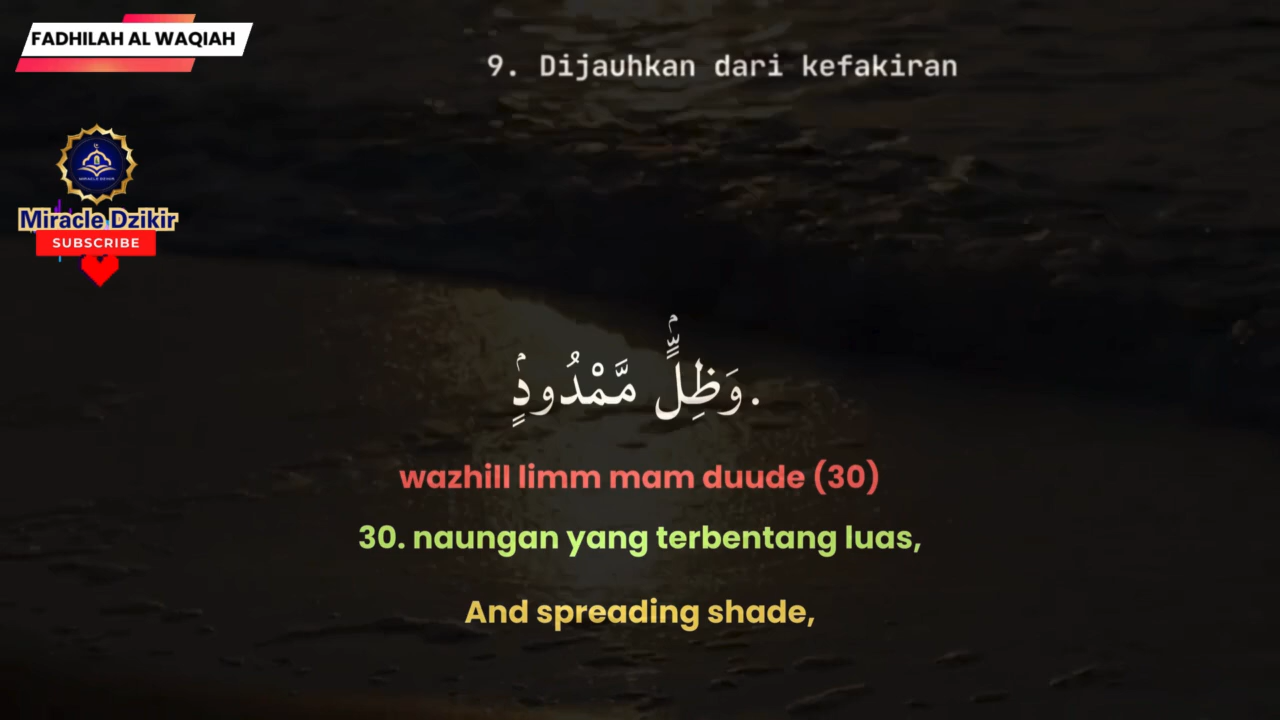 FADHILAH AL WAQIAH
9. Dijauhkan dari kefakiran
Miracle Dzikir
SUBSCRIBE
.وَظِلٍّۢ مَّمْدُودٍۢ
wazhill limm mam duude (30)
30. naungan yang terbentang luas,
And spreading shade,